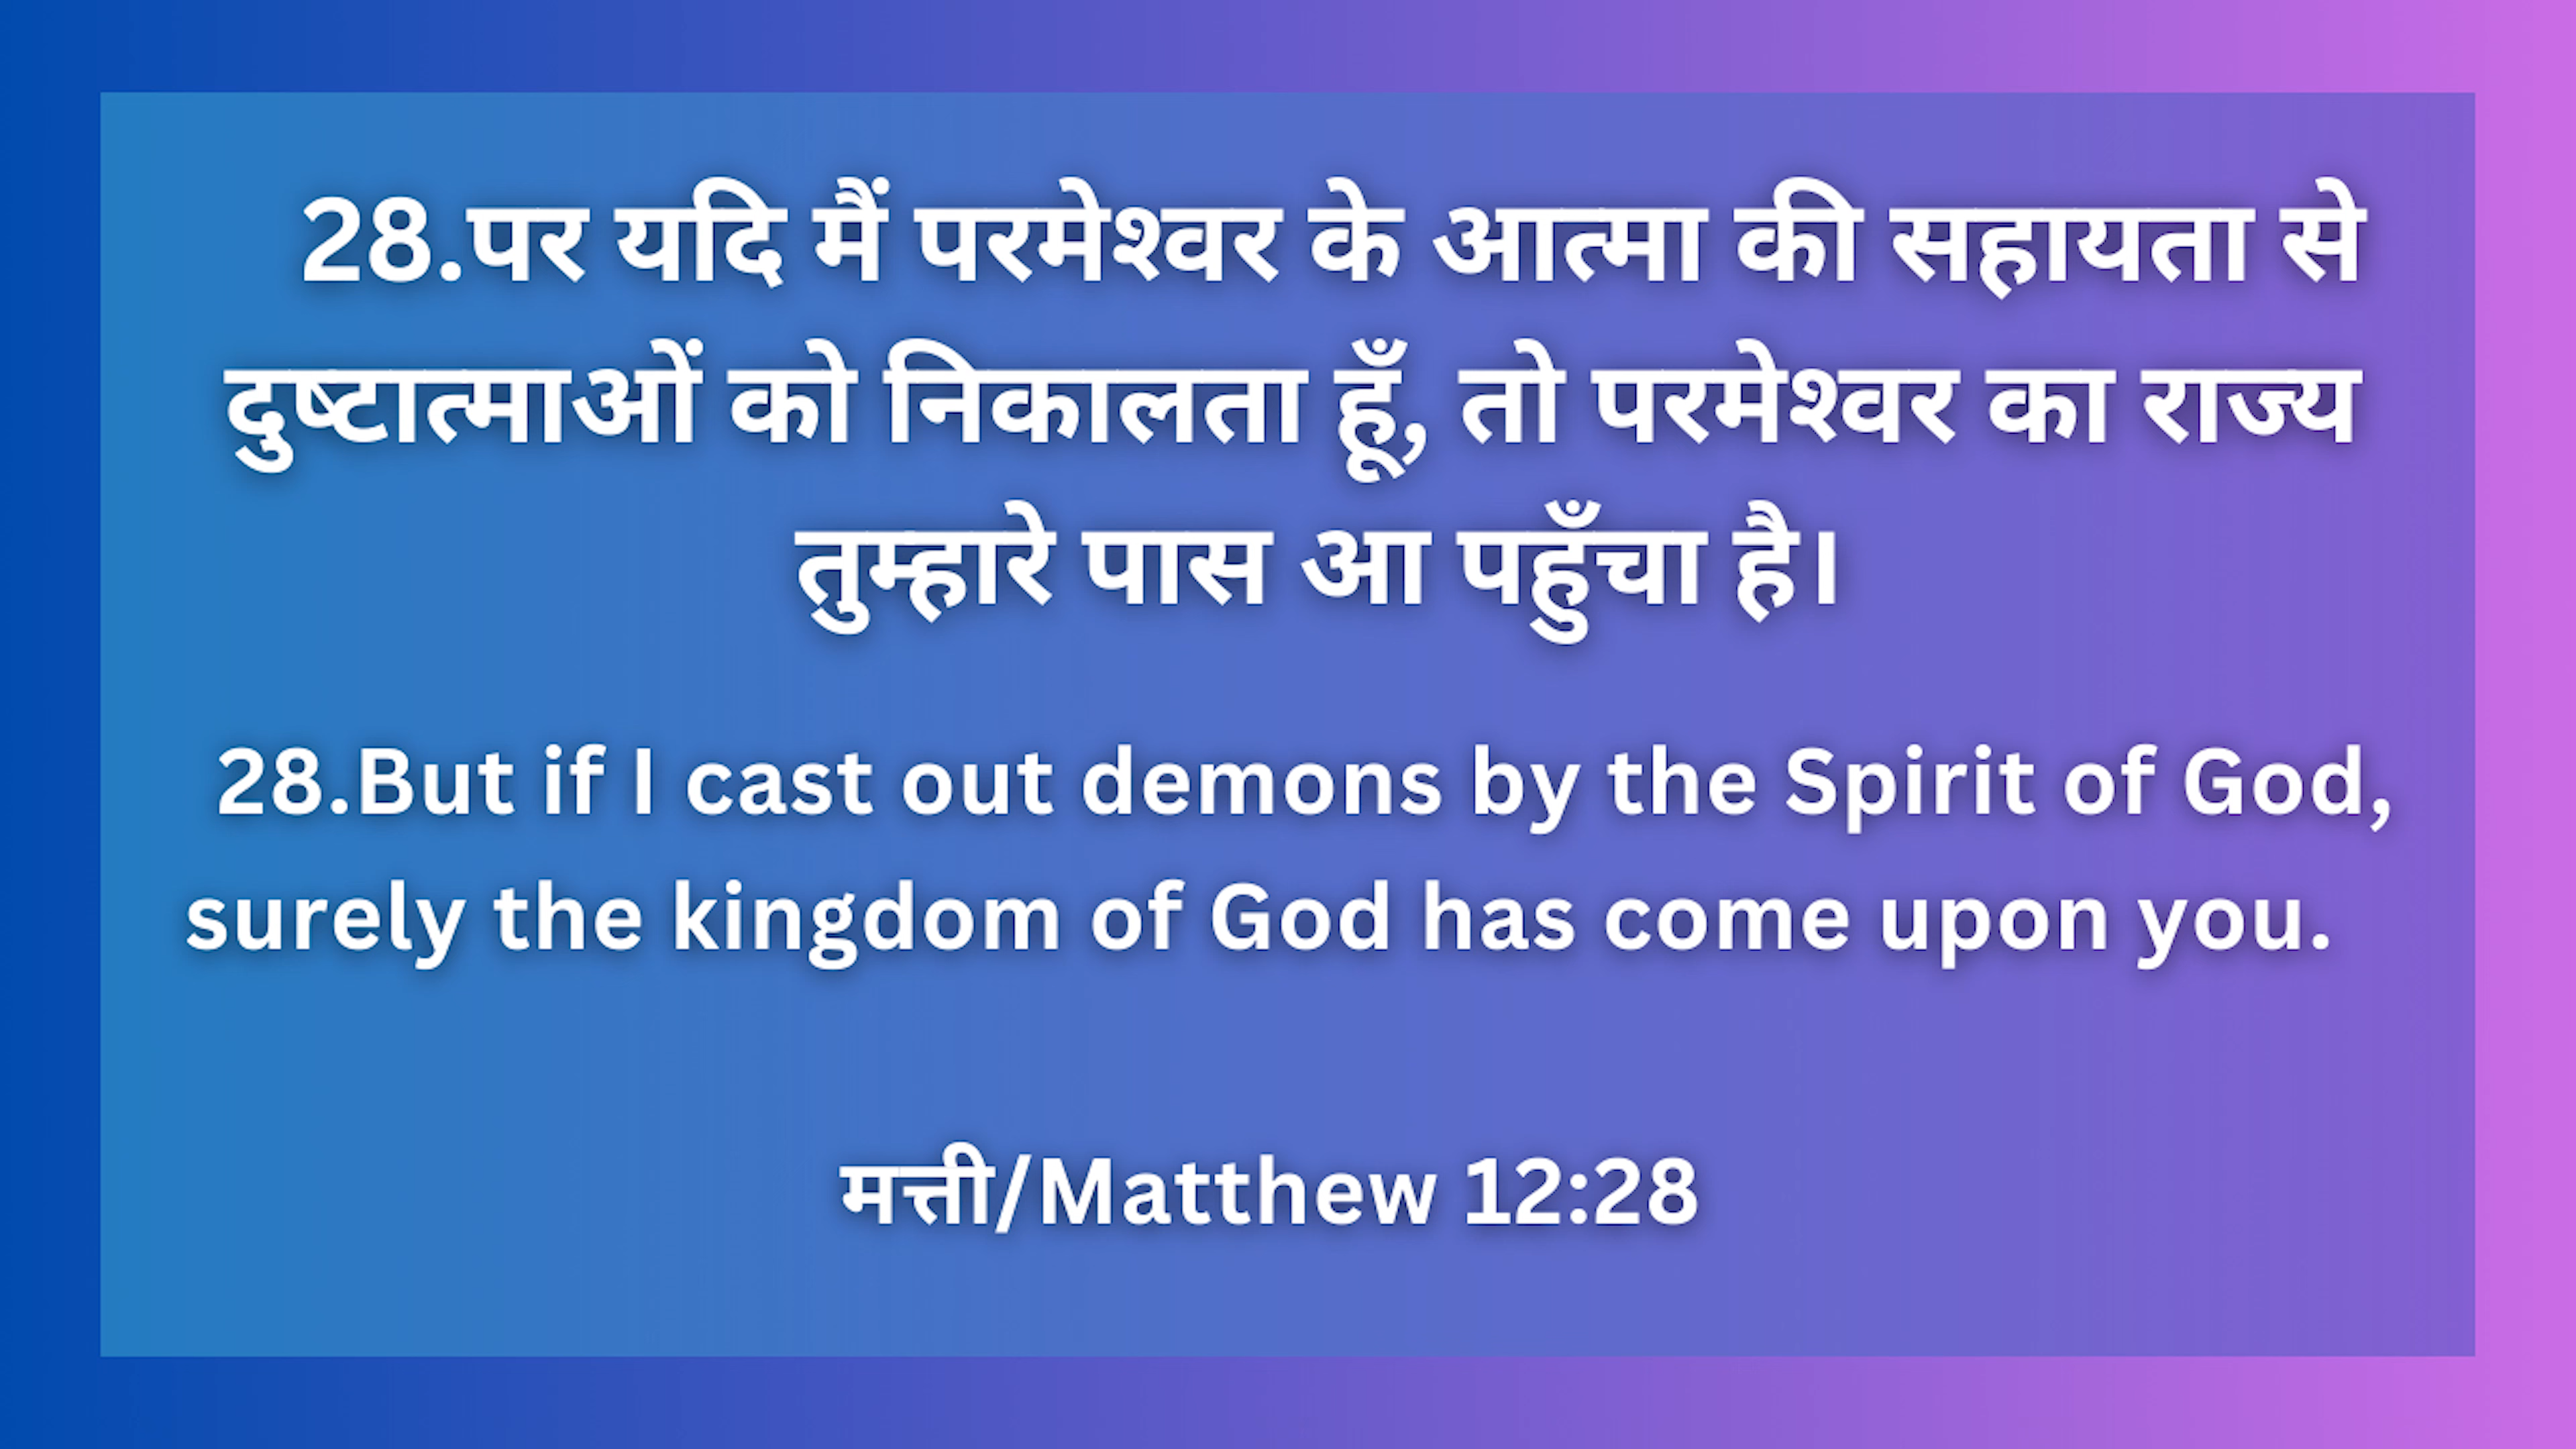 28.पर यदि मैं परमेश्वर के आत्मा की सहायता से
दुष्टात्माओं को निकालता हूँ, तो परमेश्वर का राज्य
तुम्हारे पास आ पहुँचा है।
28.But if I cast out demons by the Spirit of God,
surely the kingdom of God has come upon you.
मत्ती/Matthew 12:28